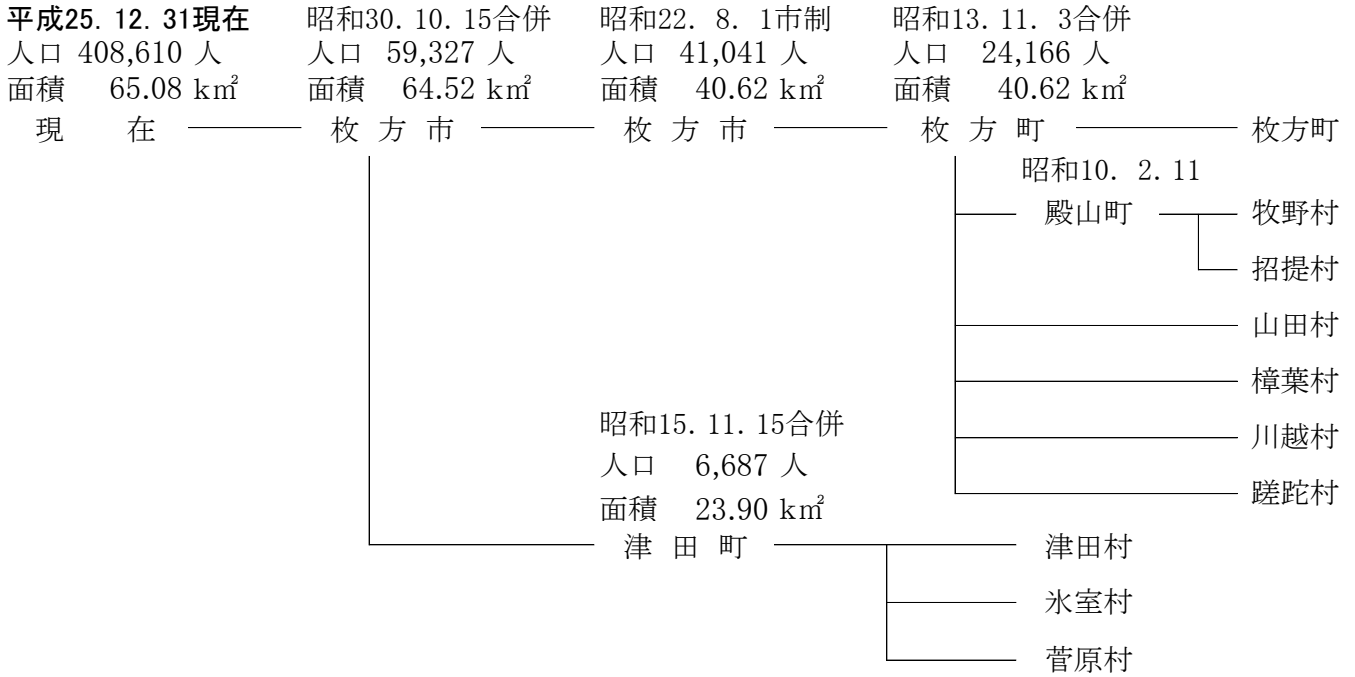 平成25. 12. 31現在 昭和30. 10. 15合併 昭和22. 8. 1市制 昭和13. 11. 3合併
人口 408,610 人 人口 59,327 人 人口 41,041 人 人口 24,166 人
面積 65.08 k㎡ 面積 64.52 k㎡ 面積 40.62 k㎡ 面積 40.62 k㎡
現 在 枚 方 市 枚 方 市 枚 方 町 枚方町
昭和10. 2. 11
殿山町 牧野村
招提村
山田村
樟葉村
昭和15. 11. 15合併
川越村
人口 6,687 人
蹉跎村
面積 23.90 k㎡
津 田 町 津田村
氷室村
菅原村